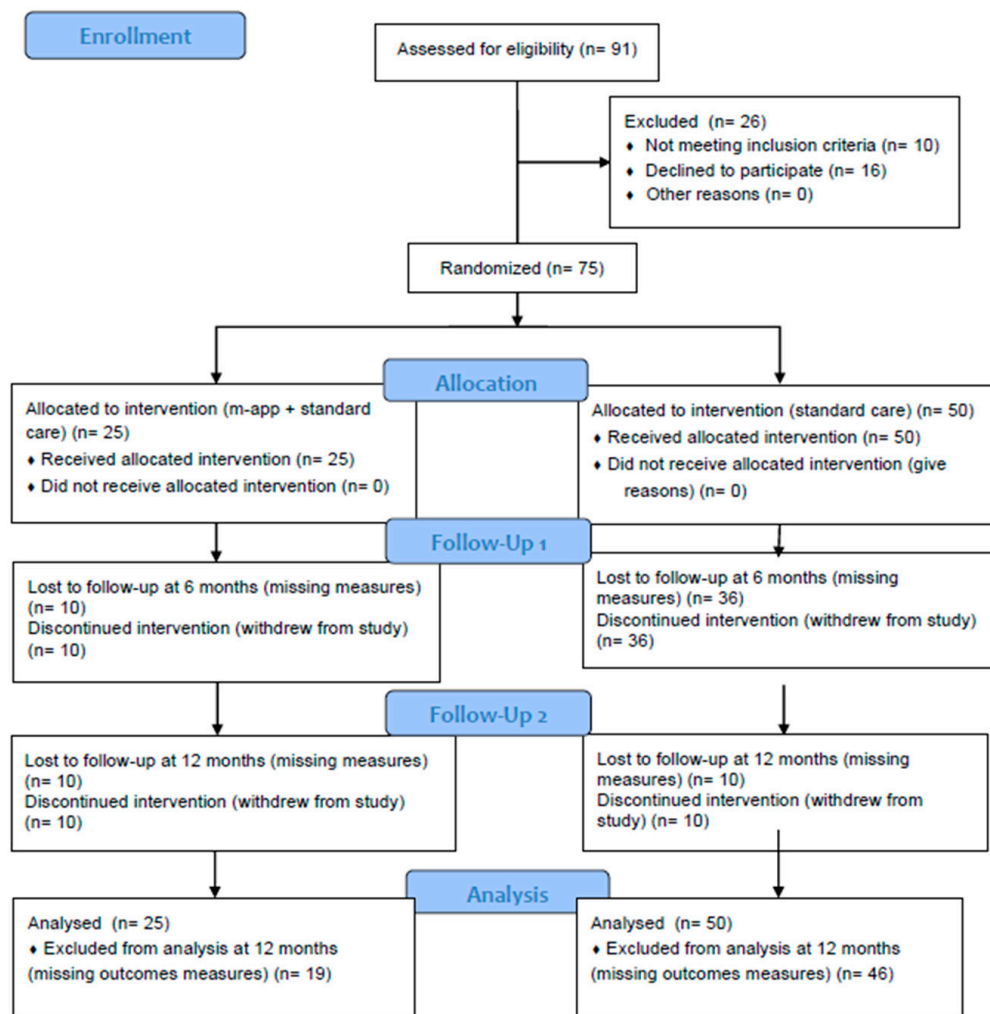 Enrollment
Assessed for eligibility (n= 91)
Excluded (n= 26)
♦ Not meeting inclusion criteria (n= 10)
♦ Declined to participate (n= 16)
♦ Other reasons (n= 0)
Randomized (n= 75)
Allocation
Allocated to intervention (m-app + standard
care) (n= 25)
♦ Received allocated intervention (n= 25)
♦ Did not receive allocated intervention (n= 0)
Allocated to intervention (standard care) (n= 50)
♦ Received allocated intervention (n= 50)
♦ Did not receive allocated intervention (give
reasons) (n= 0)
Follow-Up 1
Lost to follow-up at 6 months (missing measures)
(n= 10)
Discontinued intervention (withdrew from study)
(n= 10)
Lost to follow-up at 6 months (missing
measures) (n= 36)
Discontinued intervention (withdrew from study)
(n= 36)
Follow-Up 2
Lost to follow-up at 12 months (missing measures)
(n= 10)
Discontinued intervention (withdrew from study)
(n= 10)
Lost to follow-up at 12 months (missing
measures) (n= 10)
Discontinued intervention (withdrew from
study) (n= 10)
Analysis
Analysed (n= 25)
♦ Excluded from analysis at 12 months
(missing outcomes measures) (n= 19)
Analysed (n= 50)
♦ Excluded from analysis at 12 months
(missing outcomes measures) (n= 46)